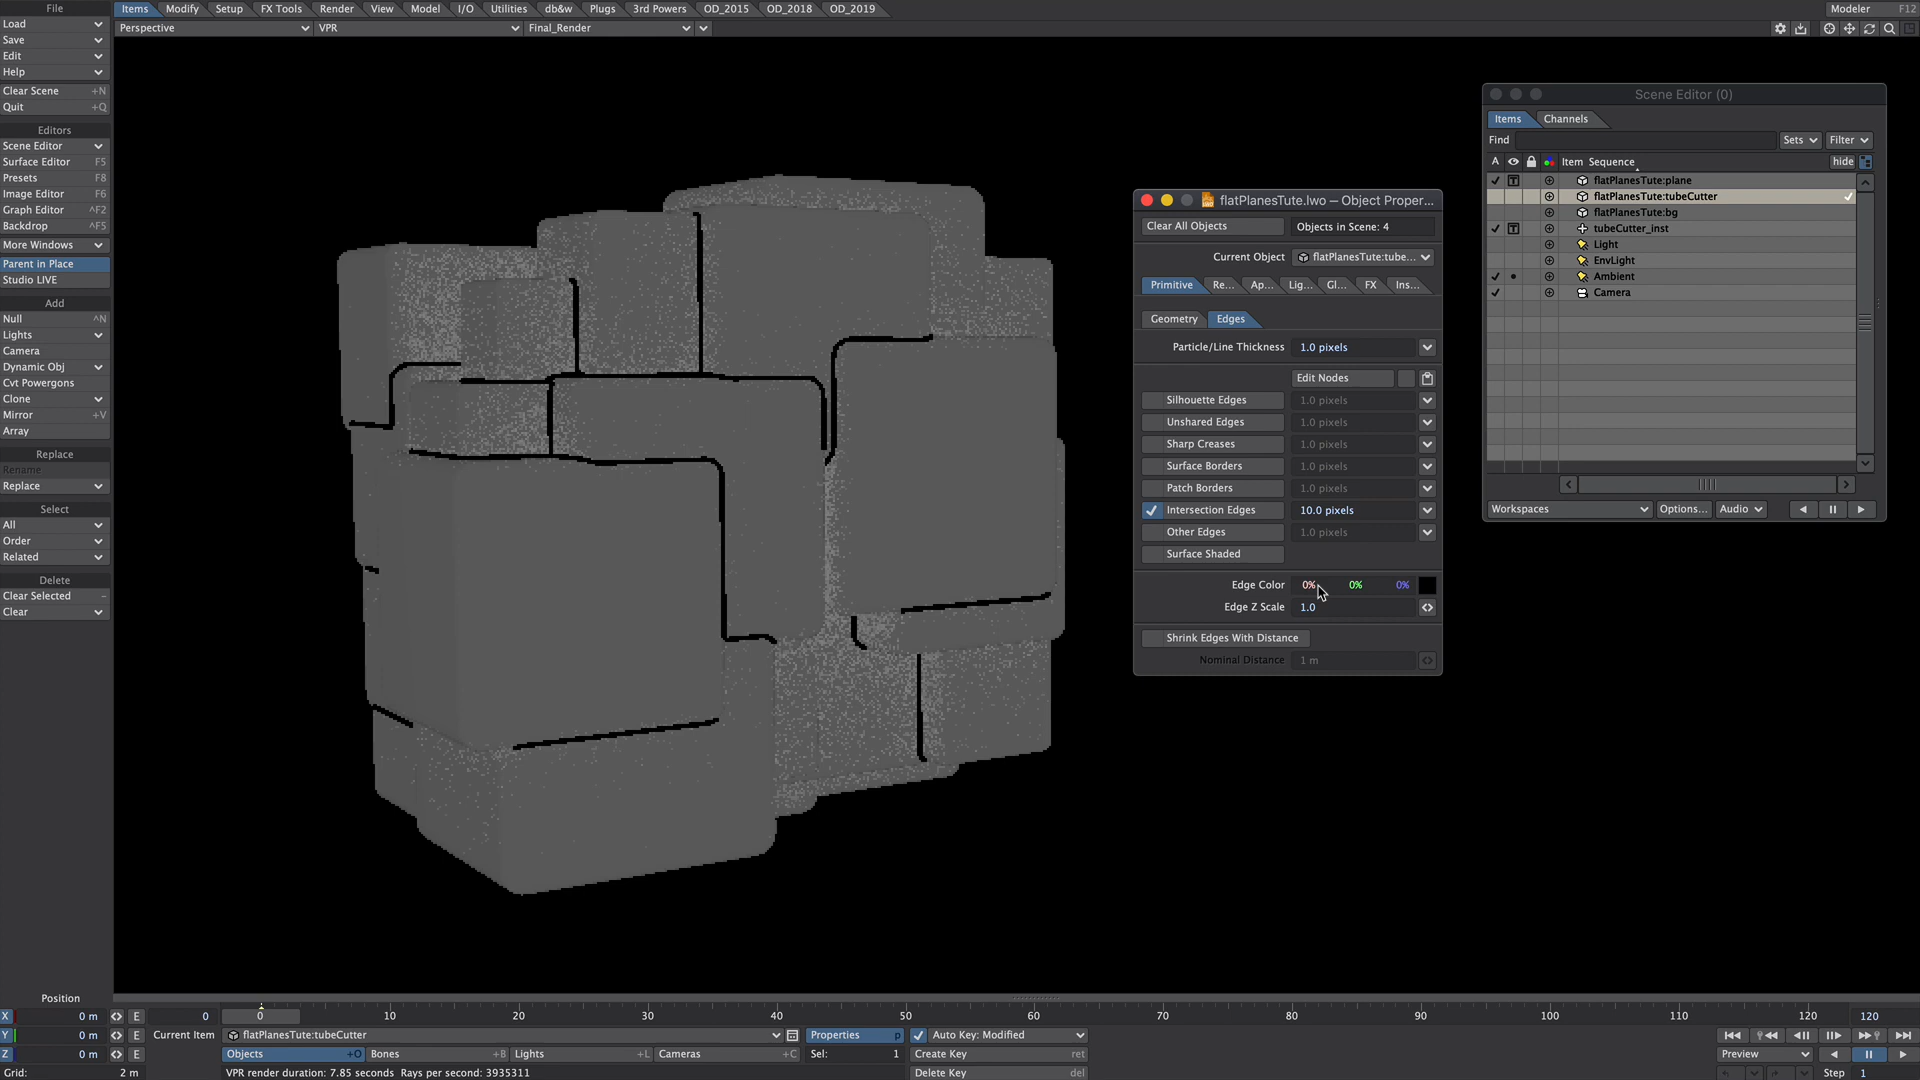 File
Items Modify Setup FX Tools Render View Model I/O Utilities db&w Plugs 3rd Powers OD_2015 OD_2018 OD_2019 Modeler F12
Load
Perspective VPR Final_Render
Save
Edit
Help
Clear Scene +N
Quit +Q
Editors
Scene Editor
Surface Editor F5
Presets F8
Image Editor F6
Graph Editor ^F2
Backdrop ^F5
More Windows
Parent in Place
Studio LIVE
Add
Null ^N
Lights
Camera
Dynamic Obj
Cvt Powergons
Clone
Mirror +V
Array
Replace
Rename
Replace
Select
All
Order
Related
Delete
Clear Selected -
Clear
flatPlanesTute.lwo — Object Proper...
Clear All Objects Objects in Scene: 4
Current Object flatPlanesTute:tube...
Primitive Re... Ap... Lig... Gl... FX Ins...
Geometry Edges
Particle/Line Thickness 1.0 pixels
Edit Nodes
Silhouette Edges 1.0 pixels
Unshared Edges 1.0 pixels
Sharp Creases 1.0 pixels
Surface Borders 1.0 pixels
Patch Borders 1.0 pixels
Intersection Edges 10.0 pixels
Other Edges 1.0 pixels
Surface Shaded
Edge Color 0% 0% 0%
Edge Z Scale 1.0
Shrink Edges With Distance
Nominal Distance 1 m
Scene Editor (0)
Items Channels
Find Sets Filter
A Item Sequence hide
flatPlanesTute:plane
flatPlanesTute:tubeCutter
flatPlanesTute:bg
tubeCutter_inst
Light
EnvLight
Ambient
Camera
Workspaces Options... Audio
Position
X 0 m E 0 0 10 20 30 40 50 60 70 80 90 100 110 120 120
Y 0 m E Current Item flatPlanesTute:tubeCutter Properties p Auto Key: Modified
Z 0 m E Objects +O Bones +B Lights +L Cameras +C Sel: 1 Create Key ret Preview
Grid: 2 m VPR render duration: 7.85 seconds Rays per second: 3935311 Delete Key del Step 1